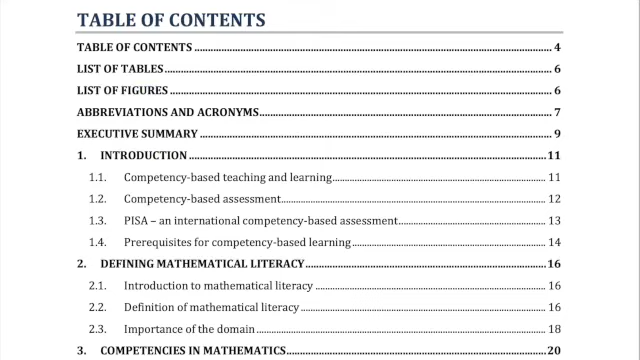 TABLE OF CONTENTS
TABLE OF CONTENTS ........ 4
LIST OF TABLES ........ 6
LIST OF FIGURES ........ 6
ABBREVIATIONS AND ACRONYMS ........ 7
EXECUTIVE SUMMARY ........ 9
1. INTRODUCTION ........ 11
1.1. Competency-based teaching and learning ........ 11
1.2. Competency-based assessment ........ 12
1.3. PISA – an international competency-based assessment ........ 13
1.4. Prerequisites for competency-based learning ........ 14
2. DEFINING MATHEMATICAL LITERACY ........ 16
2.1. Introduction to mathematical literacy ........ 16
2.2. Definition of mathematical literacy ........ 16
2.3. Importance of the domain ........ 18
3. COMPETENCIES IN MATHEMATICS ........ 20